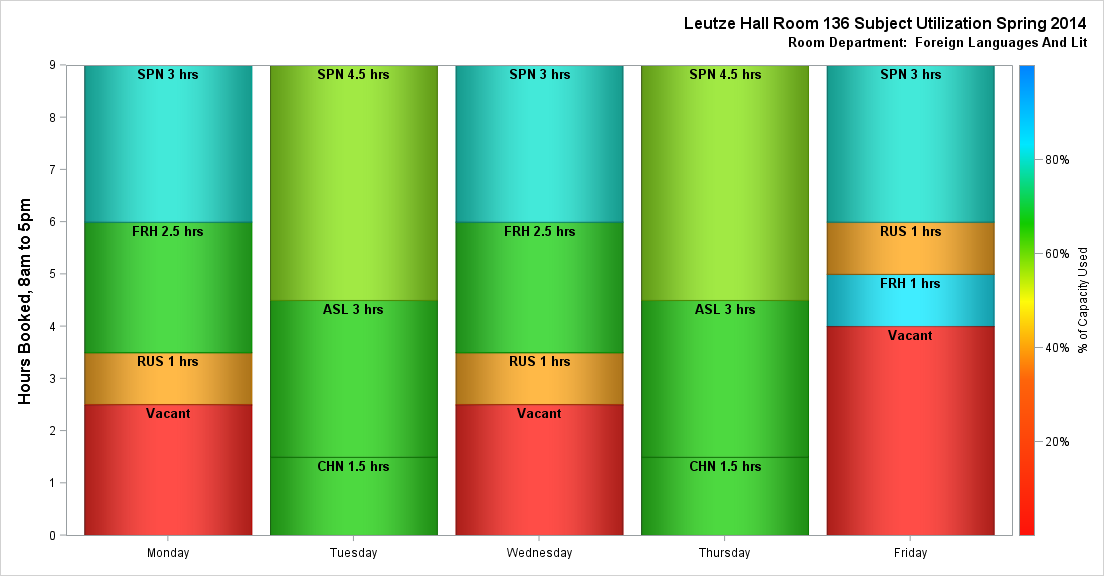 Leutze Hall Room 136 Subject Utilization Spring 2014
Room Department: Foreign Languages And Lit
Hours Booked, 8am to 5pm
9
8
7
6
5
4
3
2
1
0
SPN 3 hrs
FRH 2.5 hrs
RUS 1 hrs
Vacant
Monday
SPN 4.5 hrs
ASL 3 hrs
CHN 1.5 hrs
Tuesday
SPN 3 hrs
FRH 2.5 hrs
RUS 1 hrs
Vacant
Wednesday
SPN 4.5 hrs
ASL 3 hrs
CHN 1.5 hrs
Thursday
SPN 3 hrs
RUS 1 hrs
FRH 1 hrs
Vacant
Friday
80%
60%
40%
20%
% of Capacity Used